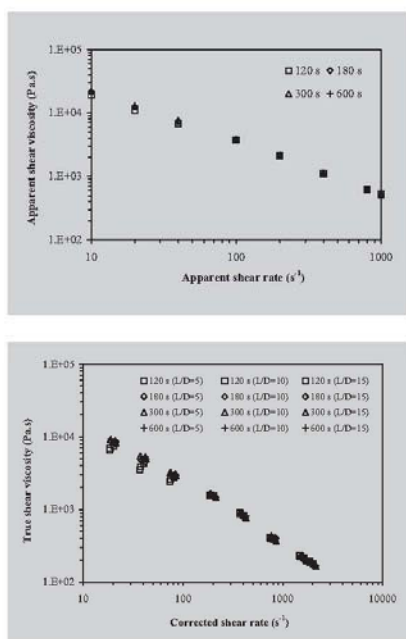 1.E+05
1.E+04
1.E+03
1.E+02
Apparent shear viscosity (Pa.s)
120 s 180 s
300 s 600 s
10 100 1000
Apparent shear rate (s-1)
1.E+05
1.E+04
1.E+03
1.E+02
True shear viscosity (Pa.s)
120 s (L/D=5) 120 s (L/D=10) 120 s (L/D=15)
180 s (L/D=5) 180 s (L/D=10) 180 s (L/D=15)
300 s (L/D=5) 300 s (L/D=10) 300 s (L/D=15)
600 s (L/D=5) 600 s (L/D=10) 600 s (L/D=15)
10 100 1000 10000
Corrected shear rate (s-1)